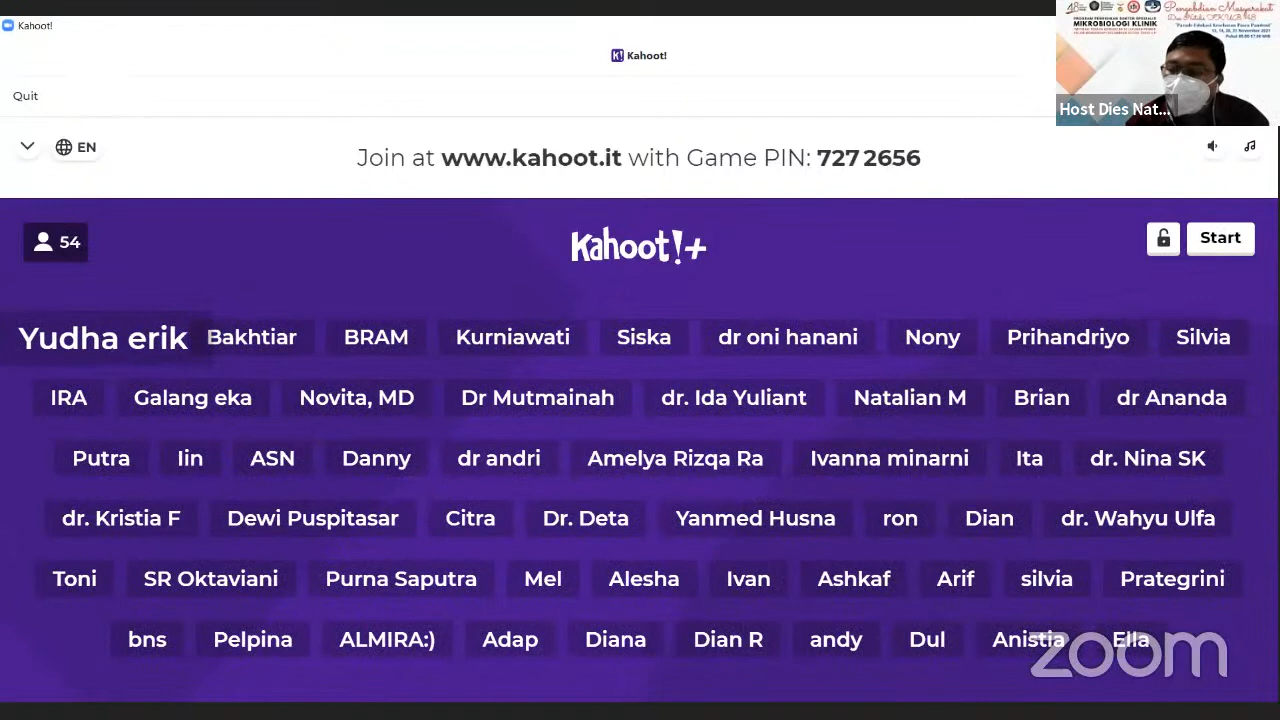 Kahoot!
Kahoot!
Quit
EN
Join at www.kahoot.it with Game PIN: 727 2656
54
Kahoot!+
Start
Yudha erik Bakhtiar BRAM Kurniawati Siska dr oni hanani Nony Prihandriyo Silvia
IRA Galang eka Novita, MD Dr Mutmainah dr. Ida Yuliant Natalian M Brian dr Ananda
Putra Iin ASN Danny dr andri Amelya Rizqa Ra Ivanna minarni Ita dr. Nina SK
dr. Kristia F Dewi Puspitasar Citra Dr. Deta Yanmed Husna ron Dian dr. Wahyu Ulfa
Toni SR Oktaviani Purna Saputra Mel Alesha Ivan Ashkaf Arif silvia Prategrini
bns Pelpina ALMIRA:) Adap Diana Dian R andy Dul Anistia Ella
zoom
Pengabdian Masyarakat
MIKROBIOLOGI KLINIK
Host Dies Nat...